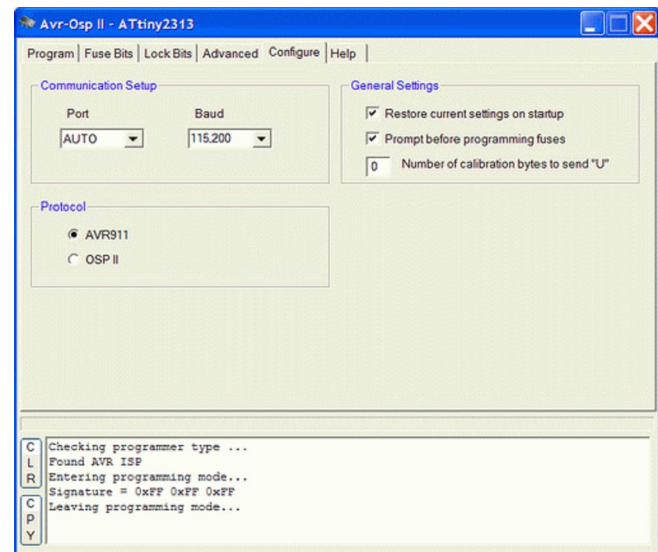 Avr-Osp II - ATtiny2313
Program Fuse Bits Lock Bits Advanced Configure Help
Communication Setup
Port Baud
AUTO 115,200
General Settings
Restore current settings on startup
Prompt before programming fuses
0 Number of calibration bytes to send "U"
Protocol
AVR911
OSP II
CLR
Checking programmer type ...
Found AVR ISP
Entering programming mode...
Signature = 0xFF 0xFF 0xFF
Leaving programming mode...
CPY